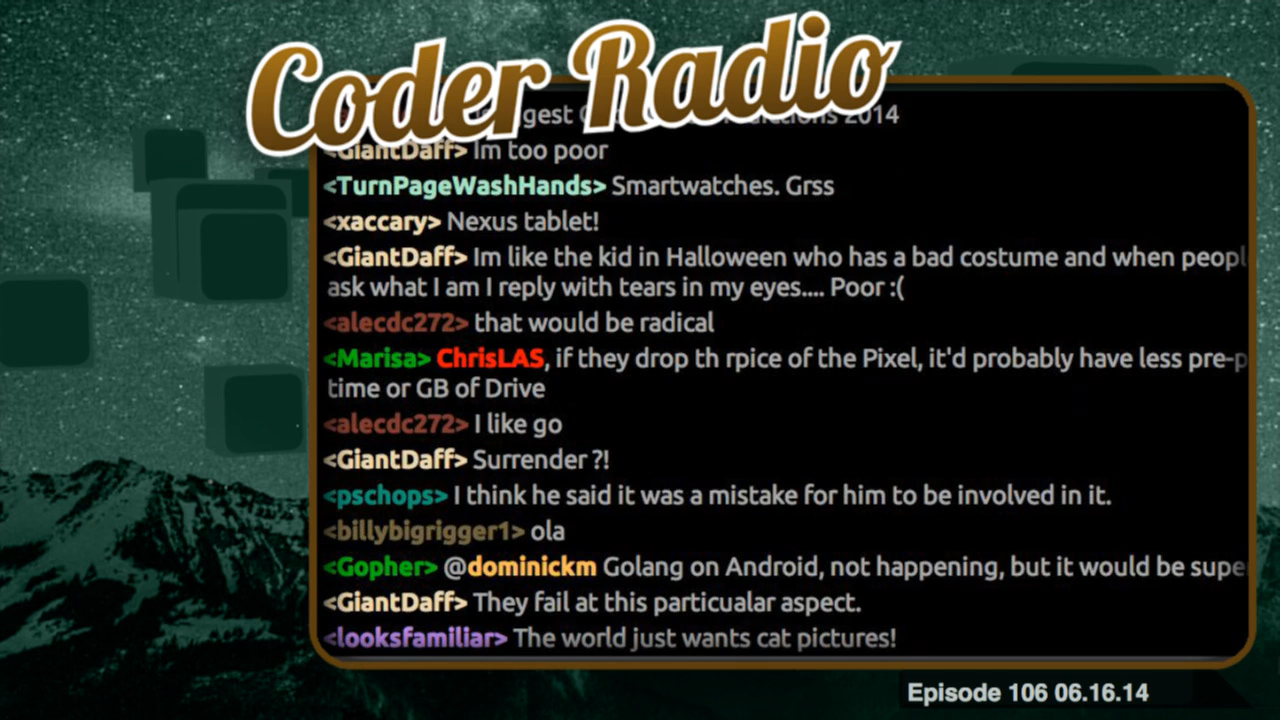 Coder Radio
2014
<GiantDaff> Im too poor
<TurnPageWashHands> Smartwatches. Grss
<xaccary> Nexus tablet!
<GiantDaff> Im like the kid in Halloween who has a bad costume and when peopl
ask what I am I reply with tears in my eyes.... Poor :(
<alecdc272> that would be radical
<Marisa> ChrisLAS, if they drop th rpice of the Pixel, it'd probably have less pre-p
time or GB of Drive
<alecdc272> I like go
<GiantDaff> Surrender ?!
<pschops> I think he said it was a mistake for him to be involved in it.
<billybigrigger1> ola
<Gopher> @dominickm Golang on Android, not happening, but it would be supe
<GiantDaff> They fail at this particualar aspect.
<looksfamiliar> The world just wants cat pictures!
Episode 106 06.16.14